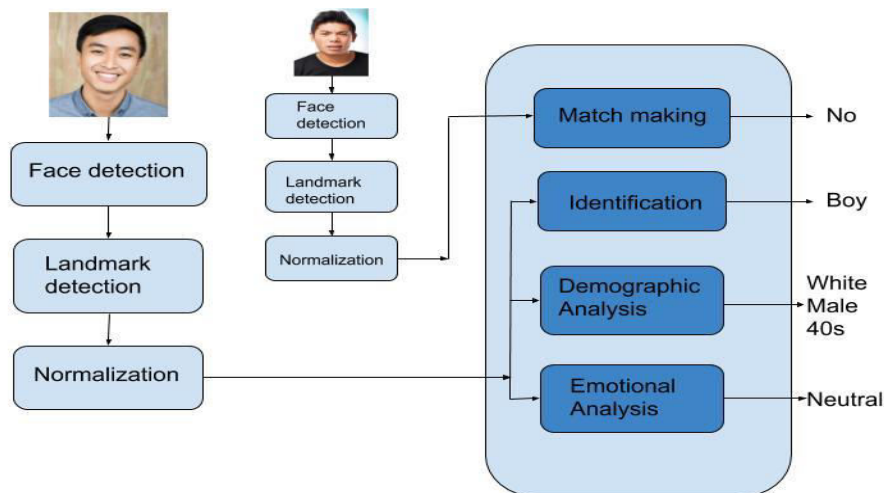 Face detection
Landmark
detection
Normalization
Face
detection
Landmark
detection
Normalization
Match making
No
Identification
Boy
Demographic
Analysis
White
Male
40s
Emotional
Analysis
Neutral